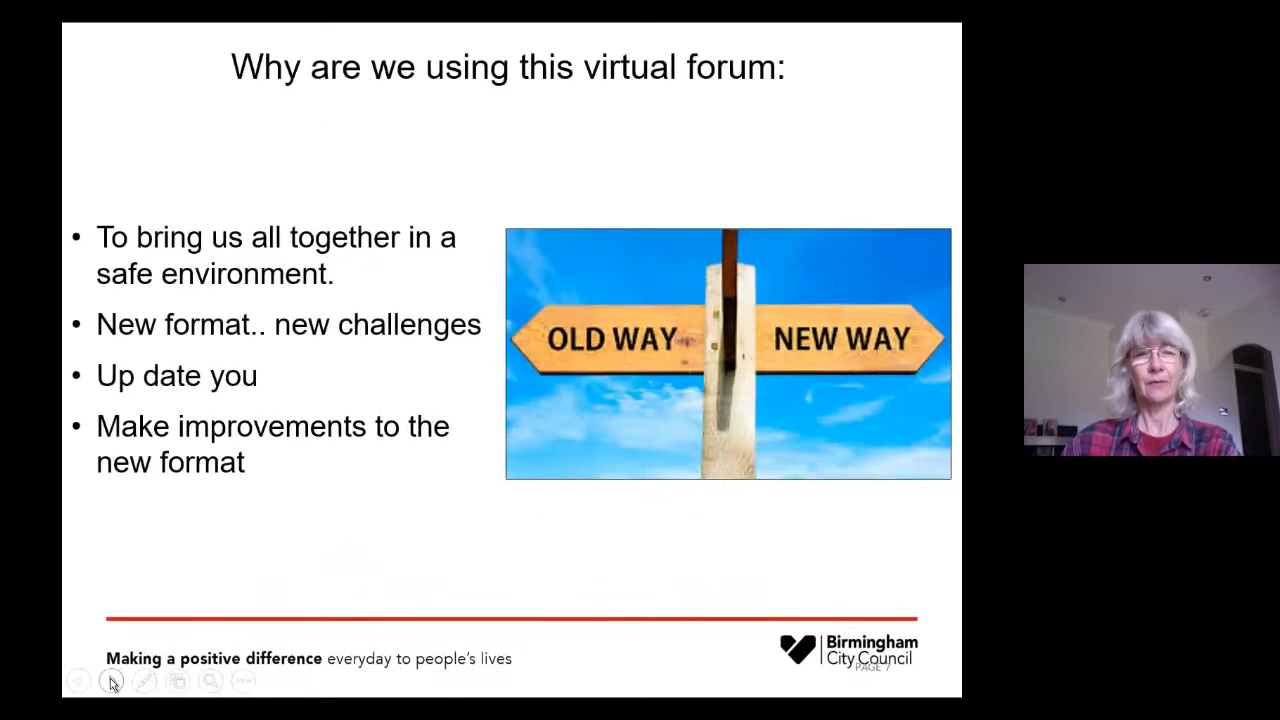 Why are we using this virtual forum:
• To bring us all together in a
safe environment.
• New format.. new challenges
• Up date you
• Make improvements to the
new format
OLD WAY
NEW WAY
Making a positive difference everyday to people's lives
Birmingham
City Council
PAGE 7